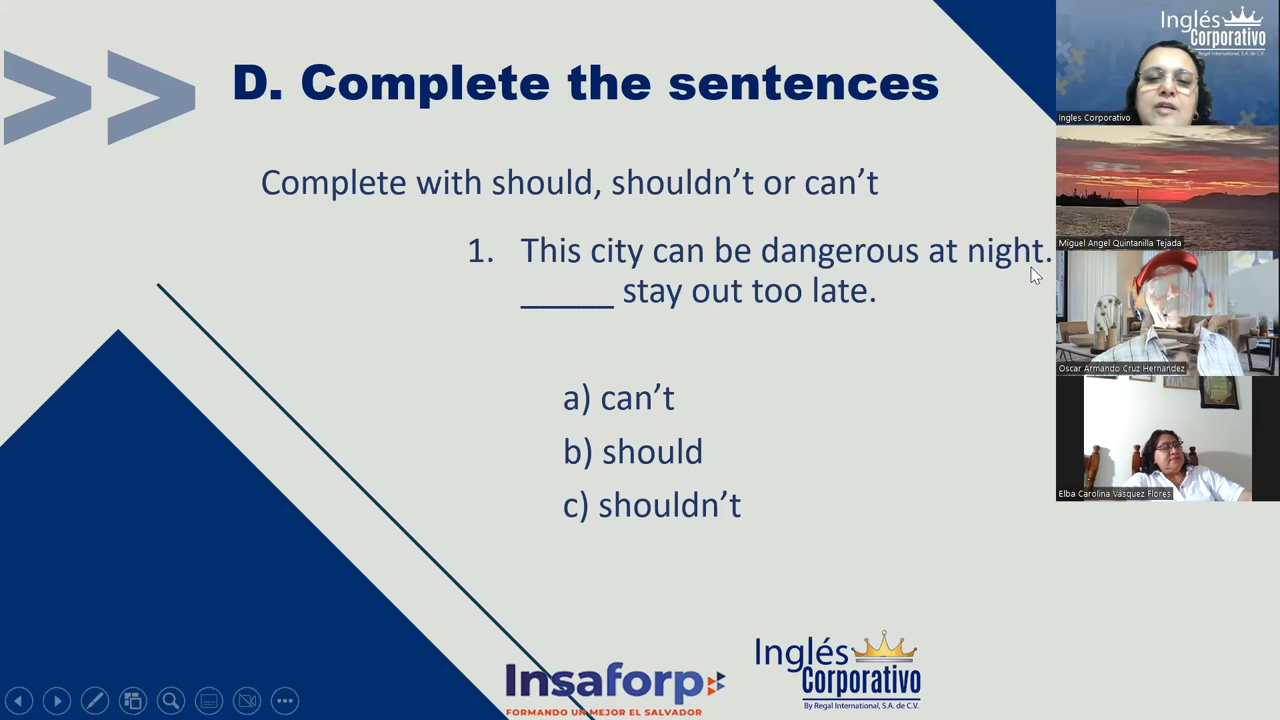 D. Complete the sentences
Complete with should, shouldn’t or can’t
1. This city can be dangerous at night.
_____ stay out too late.
a) can’t
b) should
c) shouldn’t
Insaforp
FORMANDO UN MEJOR EL SALVADOR
Inglés
Corporativo
By Regal International, S.A. de C.V.
Inglés
Corporativo
Regal International, S.A. de C.V.
Ingles Corporativo
Miguel Angel Quintanilla Tejada
Oscar Armando Cruz Hernandez
Elba Carolina Vásquez Flores